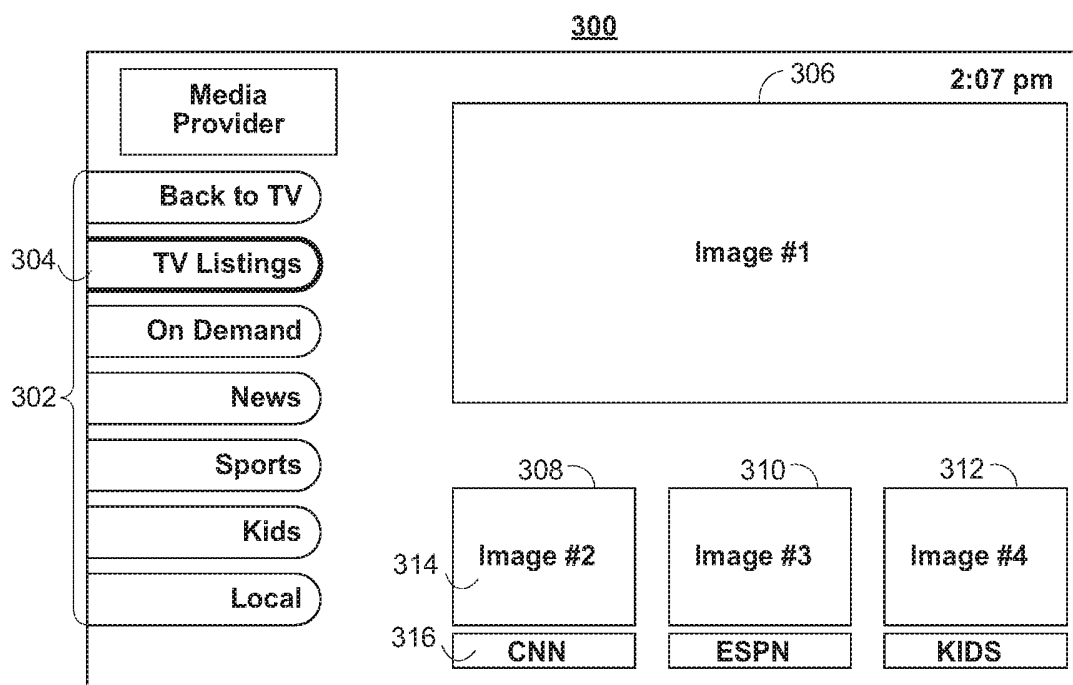 300
306
2:07 pm
Media
Provider
Back to TV
304
TV Listings
Image #1
On Demand
302
News
Sports
308
310
312
Kids
314
Image #2
Image #3
Image #4
Local
316
CNN
ESPN
KIDS